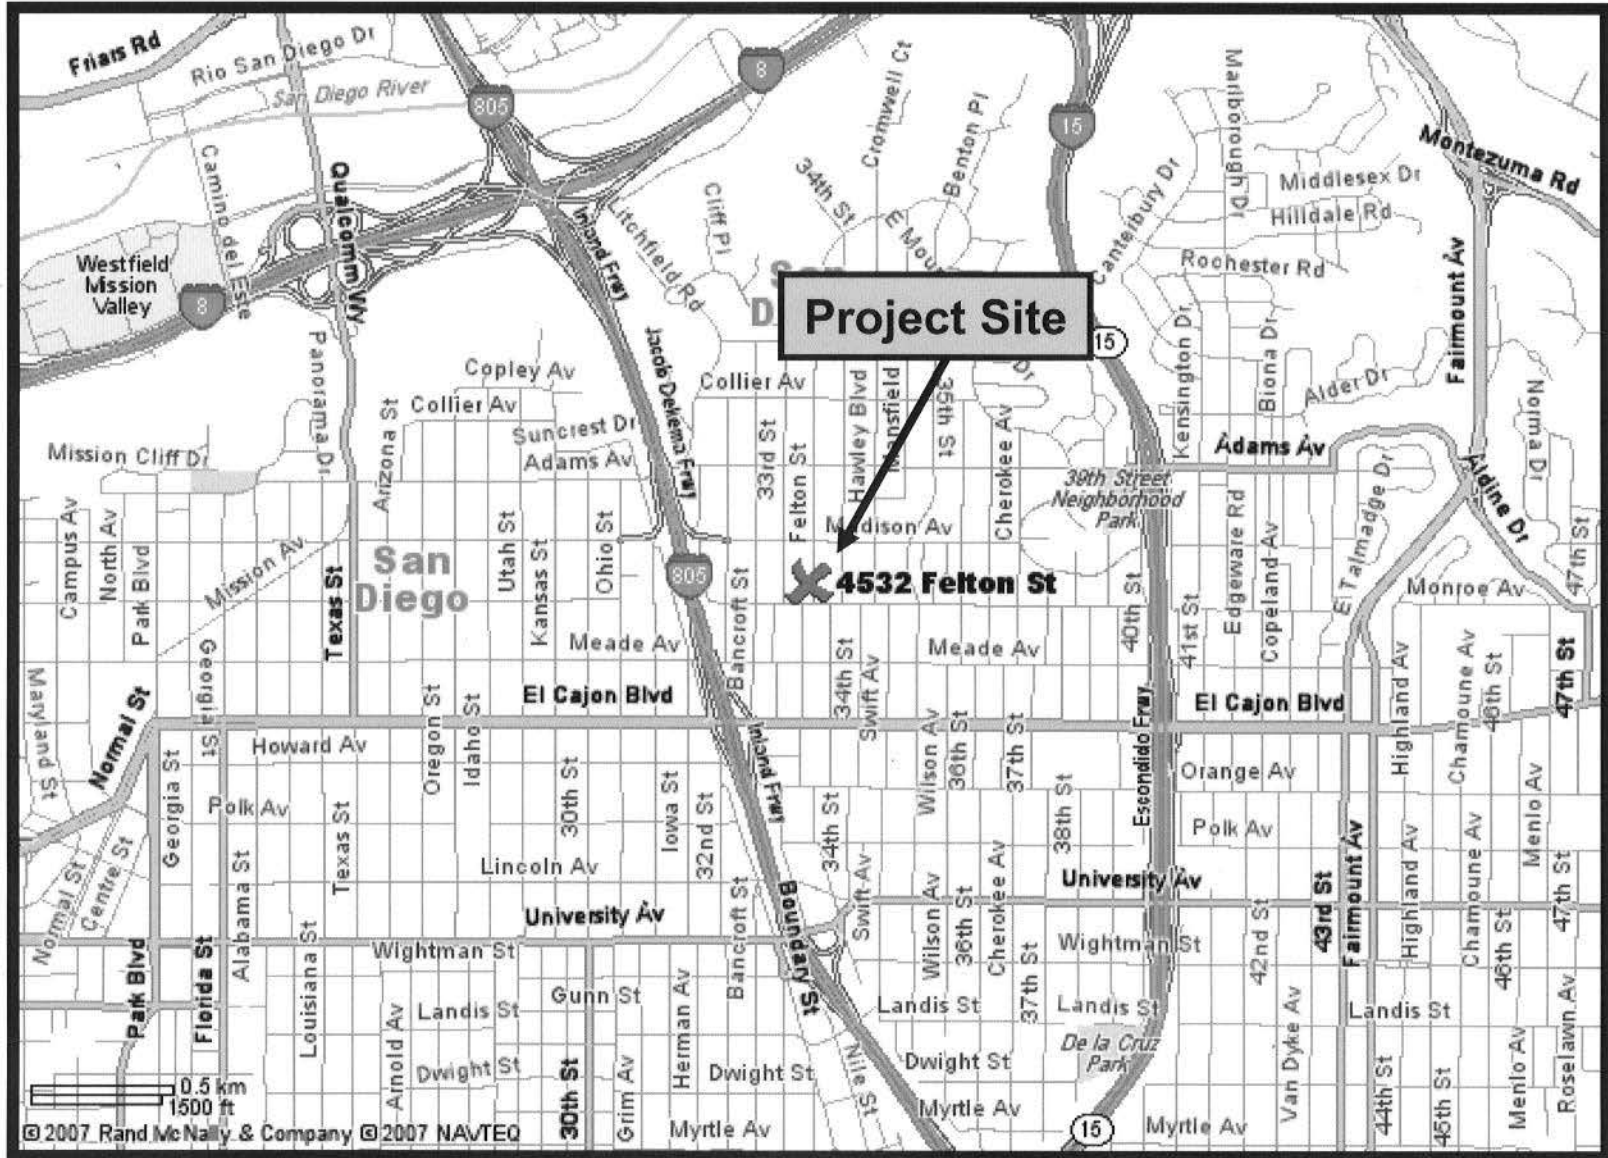 Friars Rd
Rio San Diego Dr
San Diego River
805
8
15
Cromwell Ct
Benton Pl
34th St
Marlborough Dr
Montezuma Rd
Middlesex Dr
Hilldale Rd
Rochester Rd
Canterbury Dr
Camino del Este
Qualcomm Wy
Westfield
Mission
Valley
8
Inland Frwy
Litchfield Rd
Cliff Pl
Fairmount Av
Project Site
15
Panorama Dr
Jacob Dekema Frwy
Copley Av
Collier Av
Collier Av
Suncrest Dr
Adams Av
Arizona St
33rd St
Felton St
Hawley Blvd
Mansfield
35th St
Dr
Cherokee Av
Kensington Dr
Biona Dr
Alder Dr
Norma Dr
Adams Av
Mission Cliff Dr
39th Street
Neighborhood
Park
Madison Av
Aldine Dr
El Talmadge Dr
Campus Av
North Av
Park Blvd
Mission Av
Texas St
San
Diego
Utah St
Kansas St
Ohio St
805
Bancroft St
4532 Felton St
40th St
41st St
Edgeware Rd
Copeland Av
Monroe Av
47th St
Meade Av
Meade Av
34th St
Swift Av
Maryland St
Normal St
Georgia St
El Cajon Blvd
El Cajon Blvd
Highland Av
Chamoune Av
46th St
47th St
Howard Av
Oregon St
Idaho St
Inland Frwy
Wilson Av
36th St
37th St
Escondido Frwy
Orange Av
Georgia St
Polk Av
Texas St
30th St
Iowa St
32nd St
34th St
38th St
Polk Av
Menlo Av
Lincoln Av
Normal St
Centre St
Alabama St
University Av
University Av
Swift Av
Wilson Av
36th St
Cherokee Av
43rd St
Fairmount Av
Highland Av
Chamoune Av
47th St
Park Blvd
Florida St
Louisiana St
Wightman St
Bancroft St
Boundary St
Wightman St
42nd St
46th St
Gunn St
Landis St
Landis St
37th St
Landis St
Landis St
Arnold Av
Herman Av
De la Cruz
Park
Van Dyke Av
Dwight St
30th St
Grim Av
Dwight St
Nile St
Dwight St
44th St
45th St
Menlo Av
Roselawn Av
0.5 km
1500 ft
Myrtle Av
Myrtle Av
15
Myrtle Av
© 2007 Rand McNally & Company © 2007 NAVTEQ